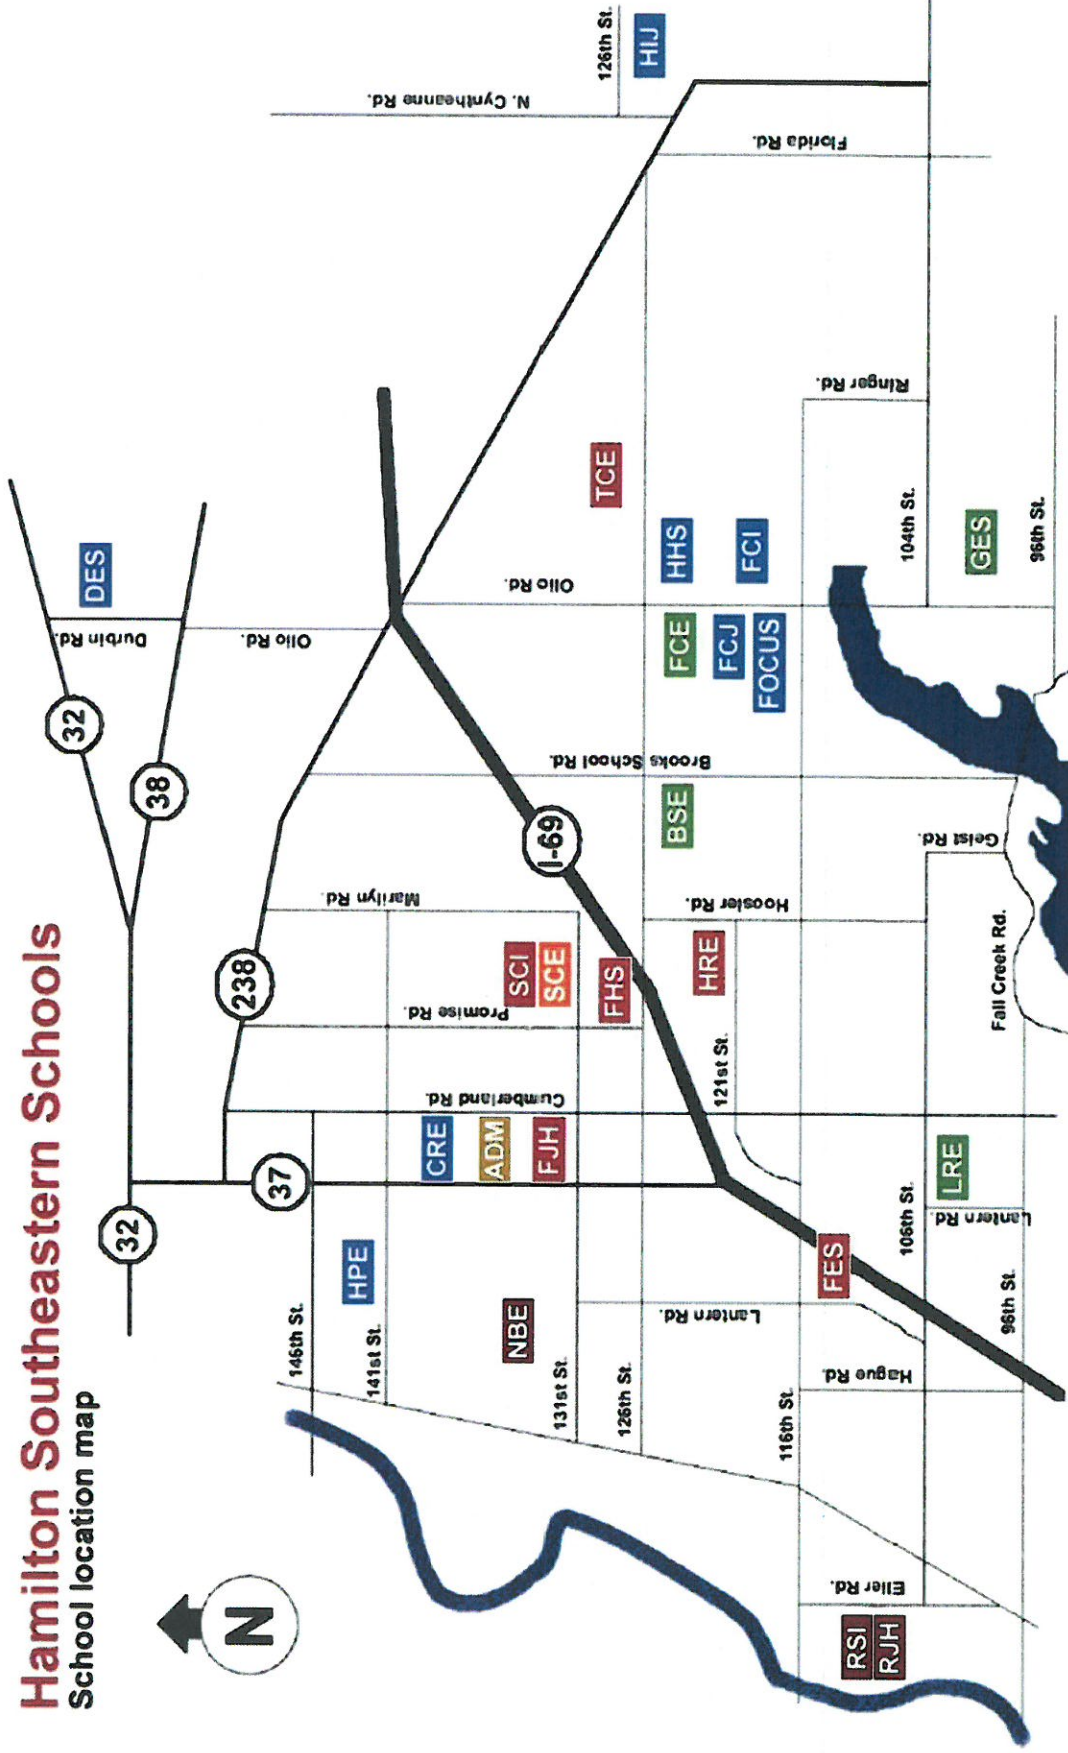 Hamilton Southeastern Schools
School location map
N
32
38
32
238
37
I-69
DES
Durbin Rd.
Olio Rd.
N. Cyntheanne Rd.
126th St.
HIJ
Florida Rd.
146th St.
HPE
141st St.
CRE
ADM
FJH
Cumberland Rd.
Promise Rd.
Marilyn Rd.
SCI
SCE
FHS
NBE
131st St.
126th St.
Lantern Rd.
121st St.
HRE
Hoosier Rd.
BSE
Brooks School Rd.
Olio Rd.
TCE
HHS
FCI
FCE
FCJ
FOCUS
Ringer Rd.
104th St.
GES
96th St.
116th St.
FES
Hague Rd.
106th St.
LRE
Lantern Rd.
96th St.
Geist Rd.
Fall Creek Rd.
Eller Rd.
RSI
RJH